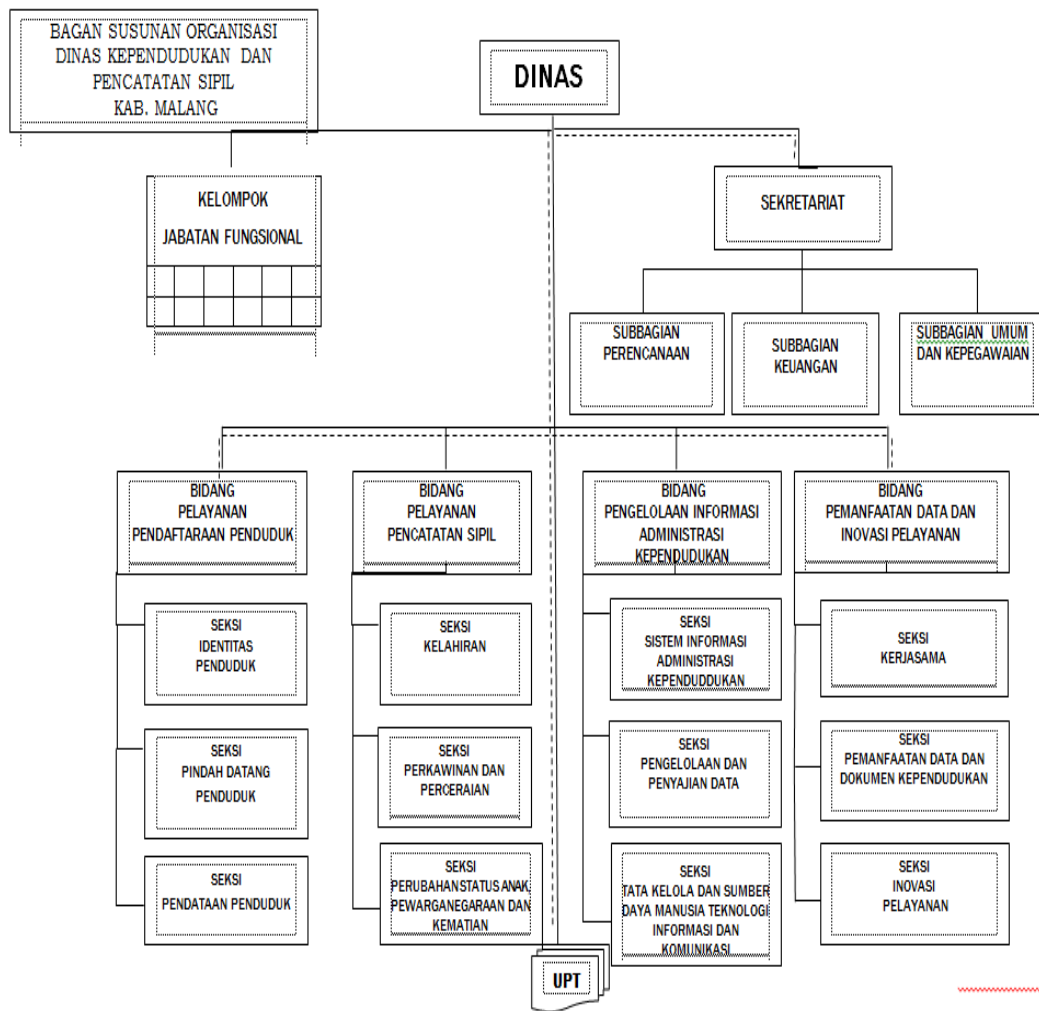 BAGAN SUSUNAN ORGANISASI
DINAS KEPENDUDUKAN DAN
PENCATATAN SIPIL
KAB. MALANG
DINAS
KELOMPOK
JABATAN FUNGSIONAL
SEKRETARIAT
SUBBAGIAN
PERENCANAAN
SUBBAGIAN
KEUANGAN
SUBBAGIAN UMUM
DAN KEPEGAWAIAN
BIDANG
PELAYANAN
PENDAFTARAAN PENDUDUK
BIDANG
PELAYANAN
PENCATATAN SIPIL
BIDANG
PENGELOLAAN INFORMASI
ADMINISTRASI
KEPENDUDUKAN
BIDANG
PEMANFAATAN DATA DAN
INOVASI PELAYANAN
SEKSI
IDENTITAS
PENDUDUK
SEKSI
KELAHIRAN
SEKSI
SISTEM INFORMASI
ADMINISTRASI
KEPENDUDDUKAN
SEKSI
KERJASAMA
SEKSI
PINDAH DATANG
PENDUDUK
SEKSI
PERKAWINAN DAN
PERCERAIAN
SEKSI
PENGELOLAAN DAN
PENYAJIAN DATA
SEKSI
PEMANFAATAN DATA DAN
DOKUMEN KEPENDUDUKAN
SEKSI
PENDATAAN PENDUDUK
SEKSI
PERUBAHAN STATUS ANAK,
PEWARGANEGARAAN DAN
KEMATIAN
SEKSI
TATA KELOLA DAN SUMBER
DAYA MANUSIA TEKNOLOGI
INFORMASI DAN
KOMUNIKASI
SEKSI
INOVASI
PELAYANAN
UPT